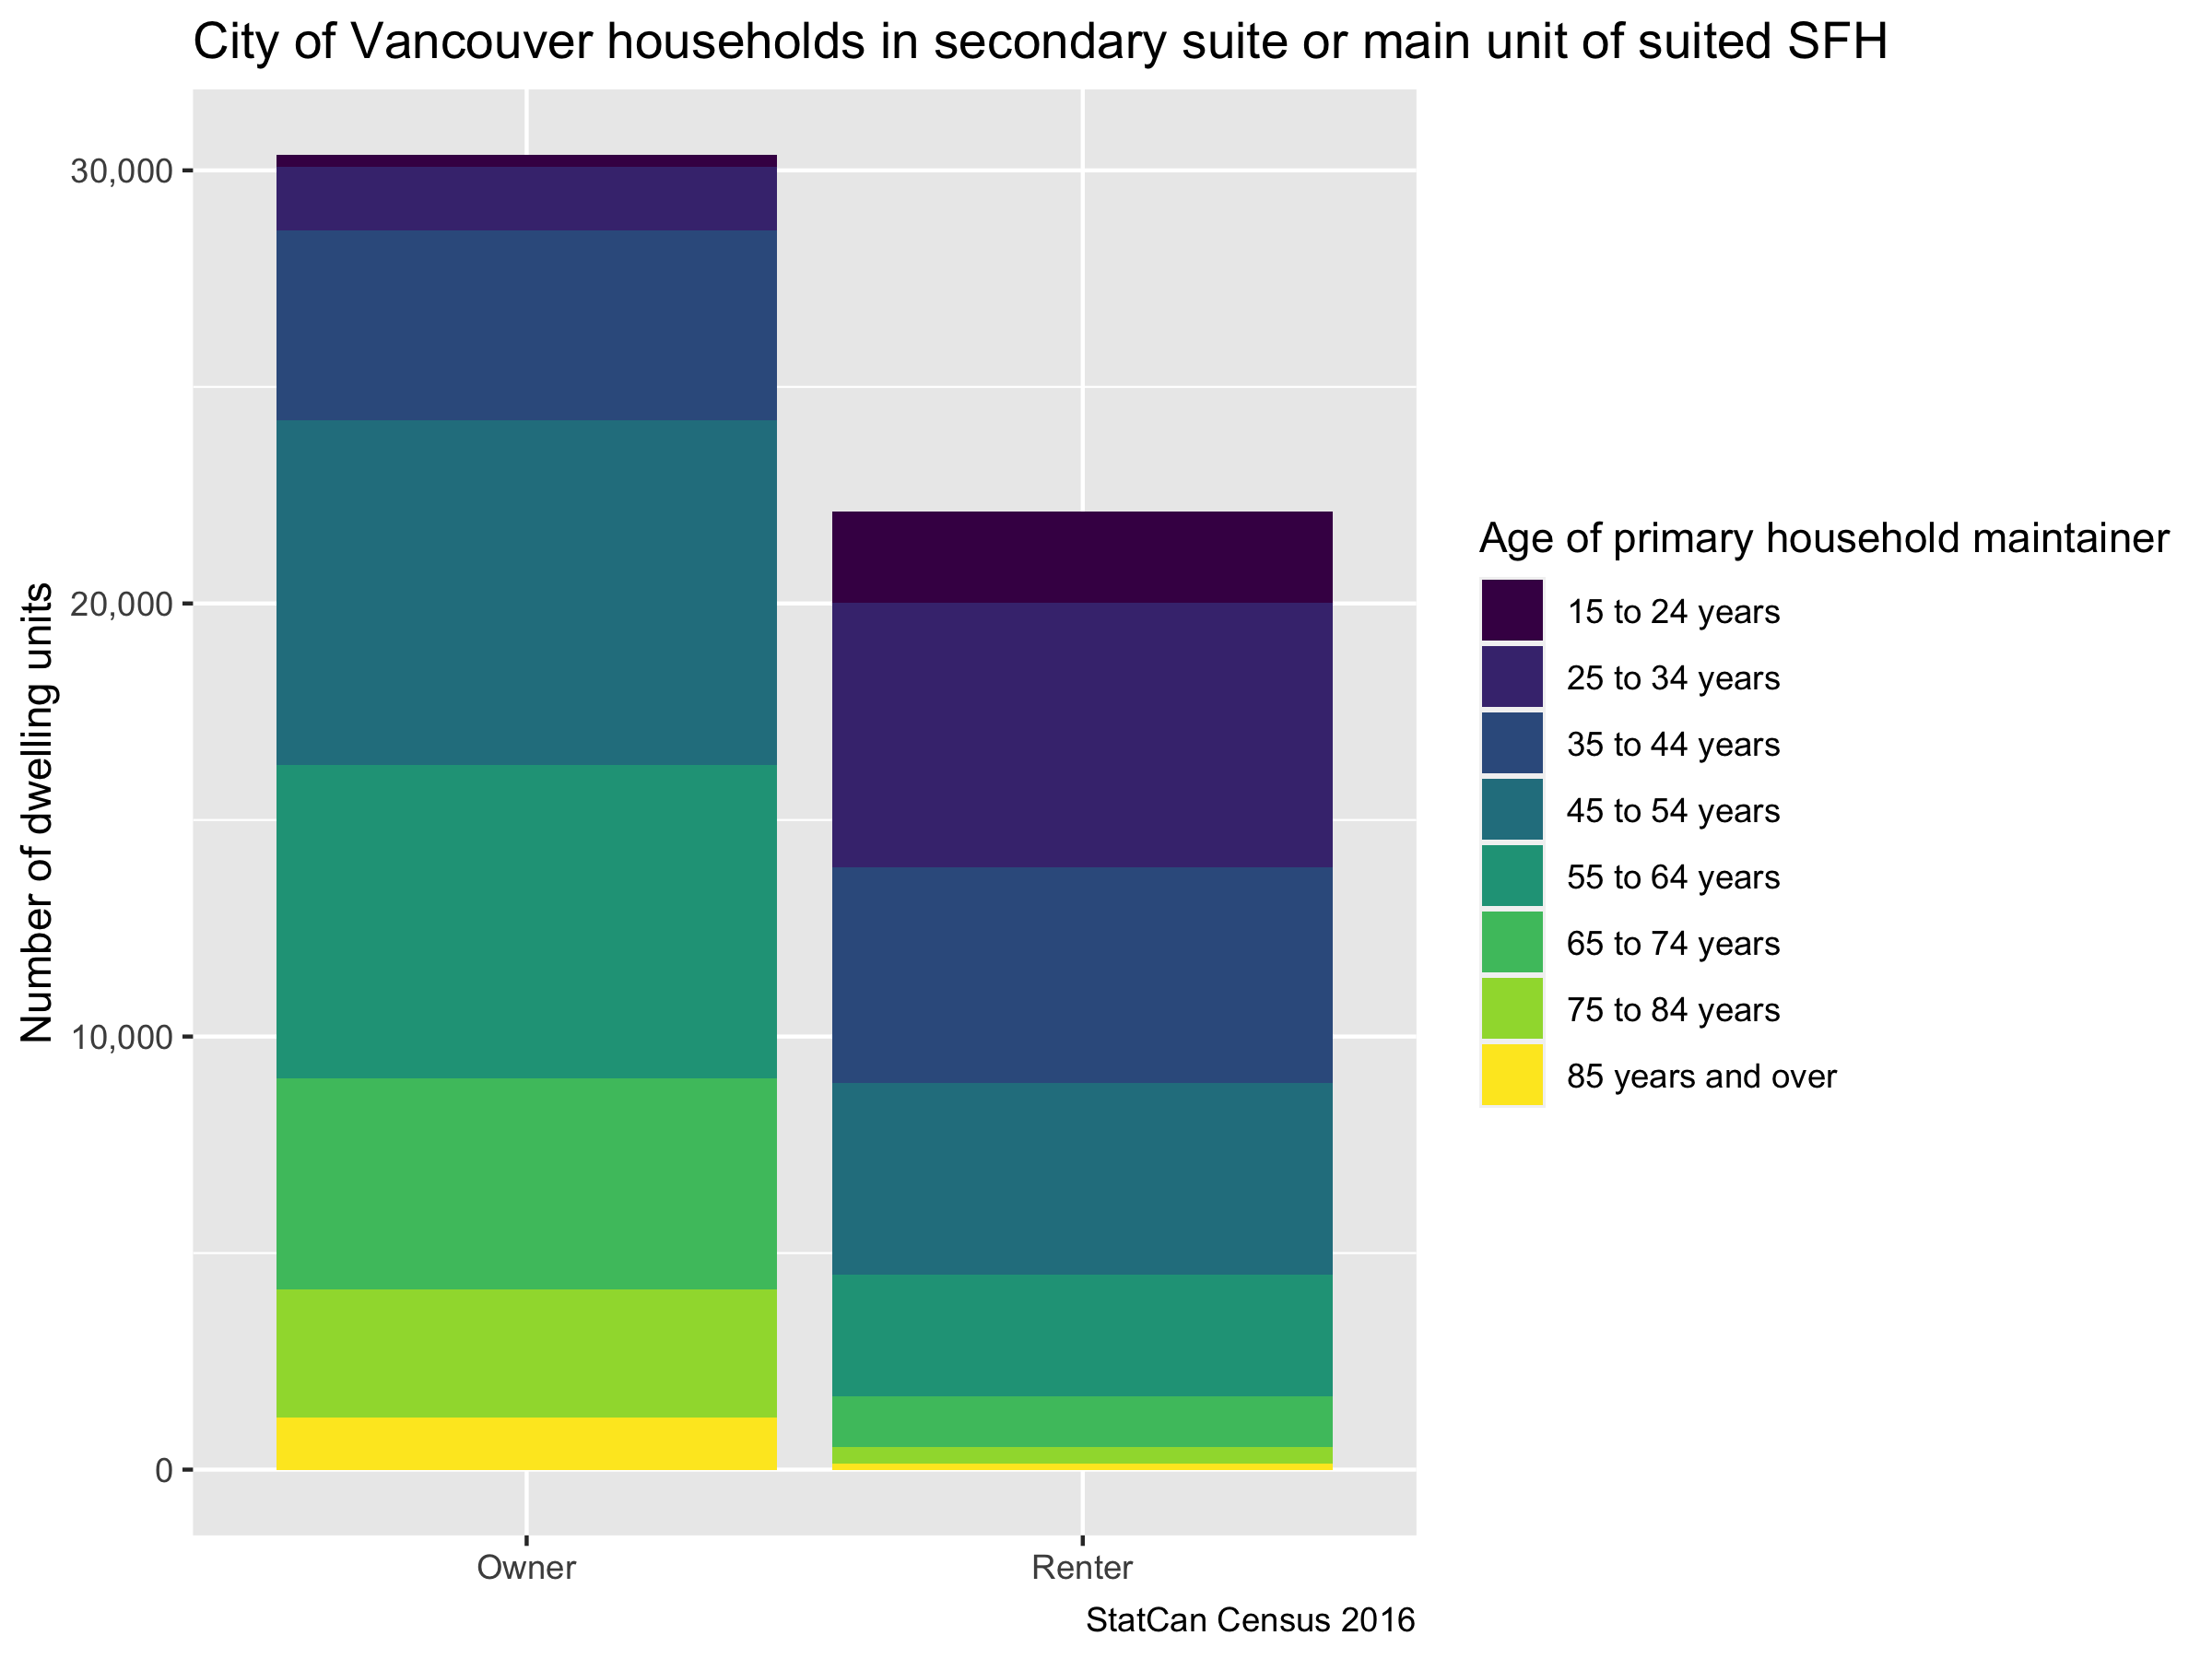 City of Vancouver households in secondary suite or main unit of suited SFH
Number of dwelling units
30,000
20,000
10,000
0
Owner
Renter
Age of primary household maintainer
15 to 24 years
25 to 34 years
35 to 44 years
45 to 54 years
55 to 64 years
65 to 74 years
75 to 84 years
85 years and over
StatCan Census 2016